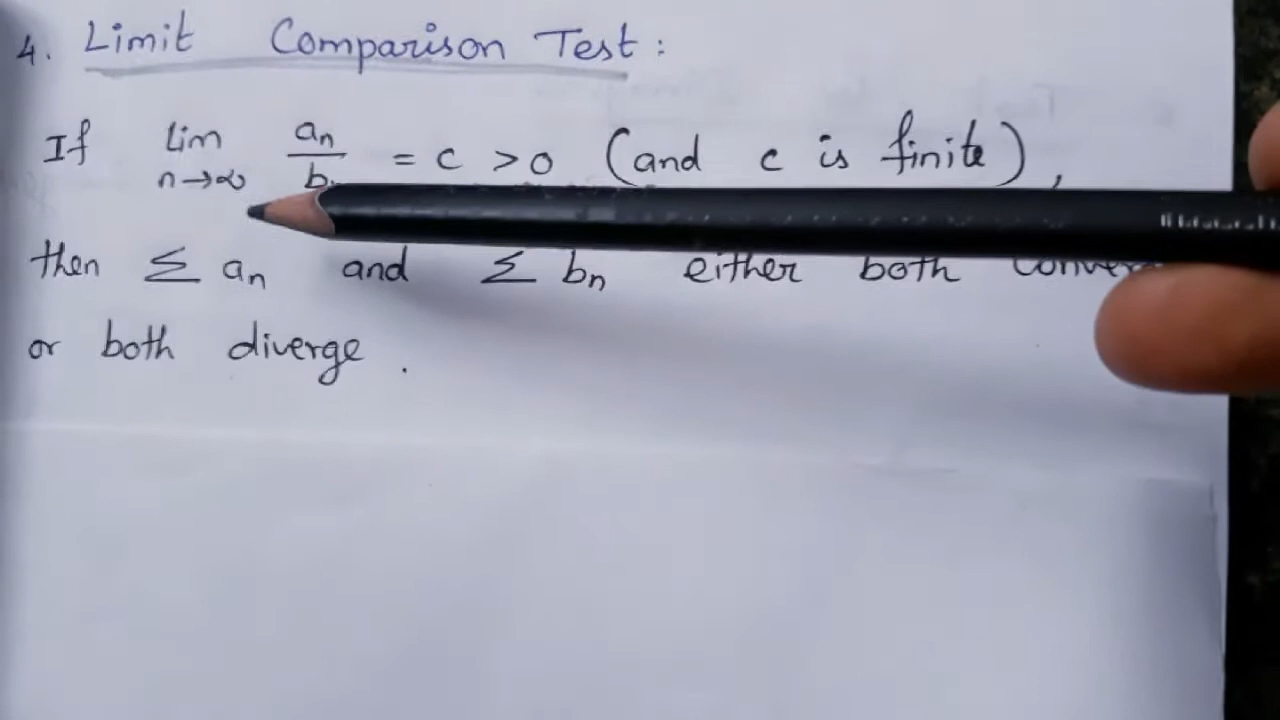 4. Limit Comparison Test:
If lim n→∞ an/bn = c > 0 (and c is finite),
then Σ an and Σ bn either both
or both diverge.